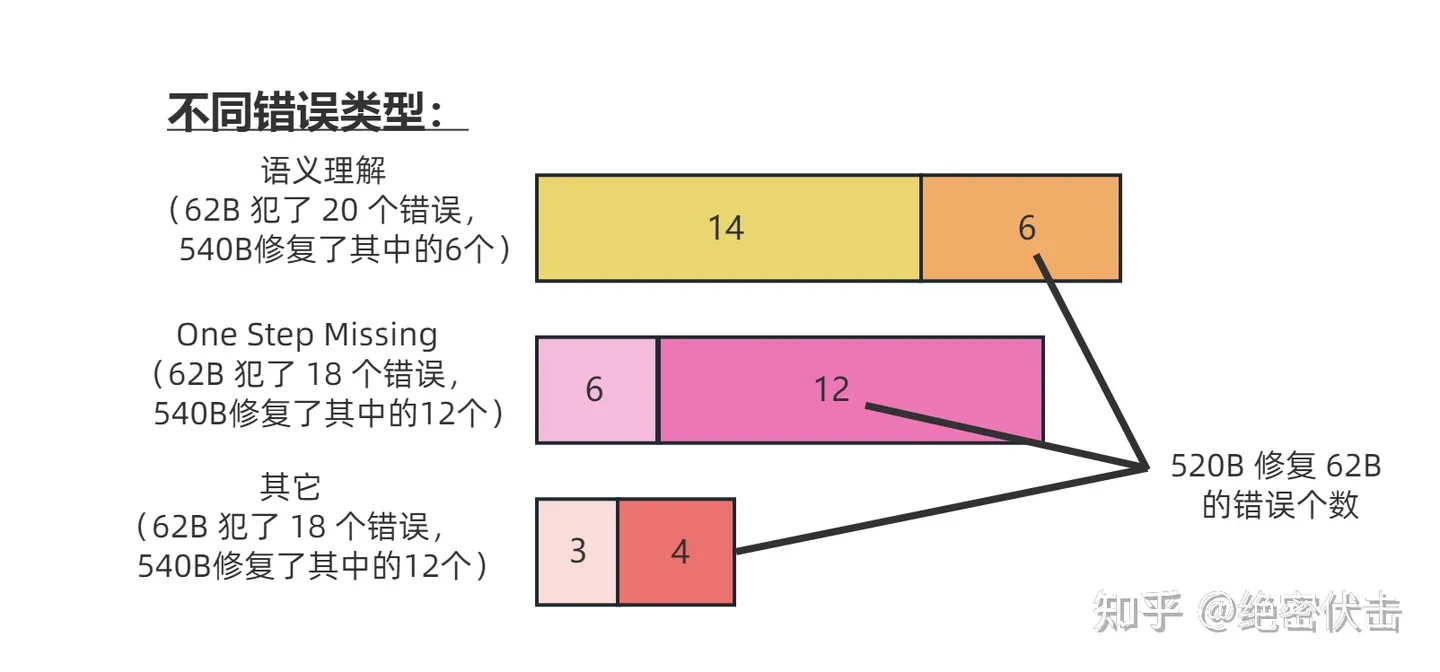 不同错误类型：
语义理解
（62B 犯了 20 个错误，
540B修复了其中的6个）
14
6
One Step Missing
（62B 犯了 18 个错误，
540B修复了其中的12个）
6
12
520B 修复 62B
的错误个数
其它
（62B 犯了 18 个错误，
540B修复了其中的12个）
3
4
知乎 @绝密伏击